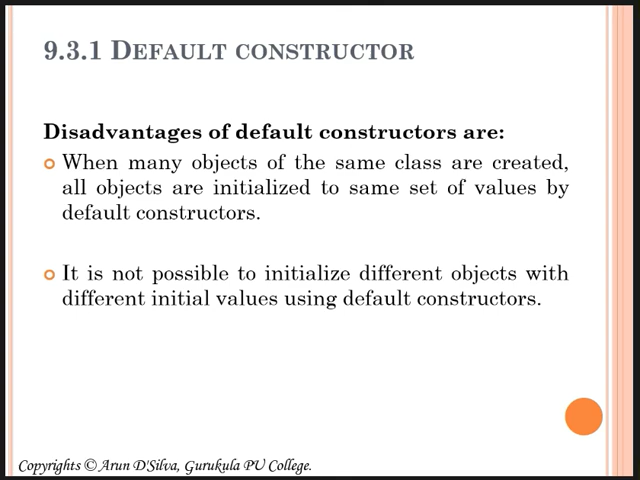 9.3.1 DEFAULT CONSTRUCTOR
Disadvantages of default constructors are:
When many objects of the same class are created,
all objects are initialized to same set of values by
default constructors.
It is not possible to initialize different objects with
different initial values using default constructors.
Copyrights © Arun D'Silva, Gurukula PU College.